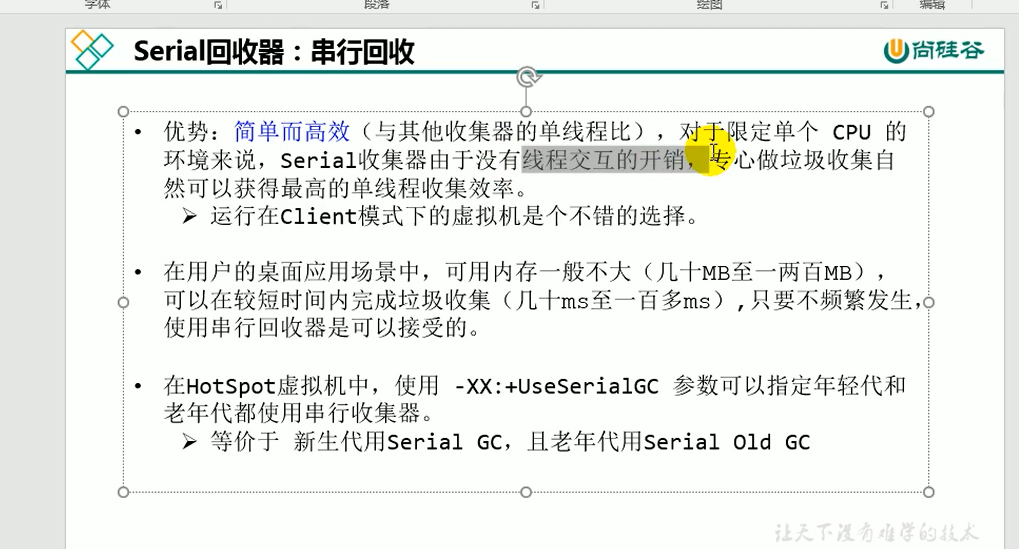 字体 段落 绘图 编辑
Serial回收器：串行回收
尚硅谷
• 优势：简单而高效（与其他收集器的单线程比），对于限定单个 CPU 的
环境来说，Serial收集器由于没有线程交互的开销，专心做垃圾收集自
然可以获得最高的单线程收集效率。
➢ 运行在Client模式下的虚拟机是个不错的选择。
• 在用户的桌面应用场景中，可用内存一般不大（几十MB至一两百MB），
可以在较短时间内完成垃圾收集（几十ms至一百多ms）,只要不频繁发生，
使用串行回收器是可以接受的。
• 在HotSpot虚拟机中，使用 -XX:+UseSerialGC 参数可以指定年轻代和
老年代都使用串行收集器。
➢ 等价于 新生代用Serial GC，且老年代用Serial Old GC
让天下没有难学的技术